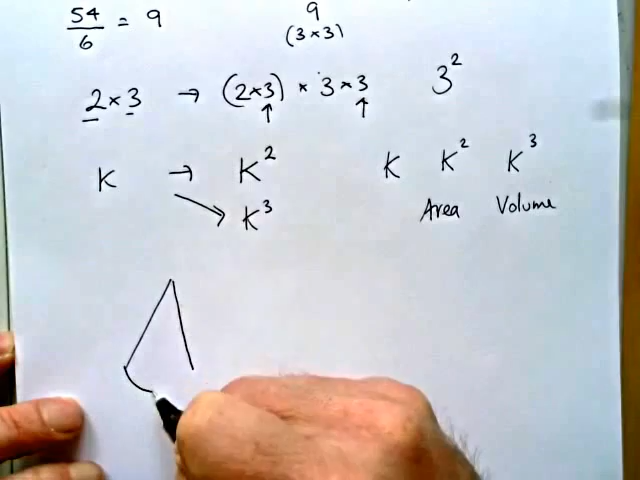 54/6 = 9 9
(3×3)
2×3 → (2×3) × 3 × 3 3²
↑ ↑
K → K² K K² K³
↘ K³ Area Volume